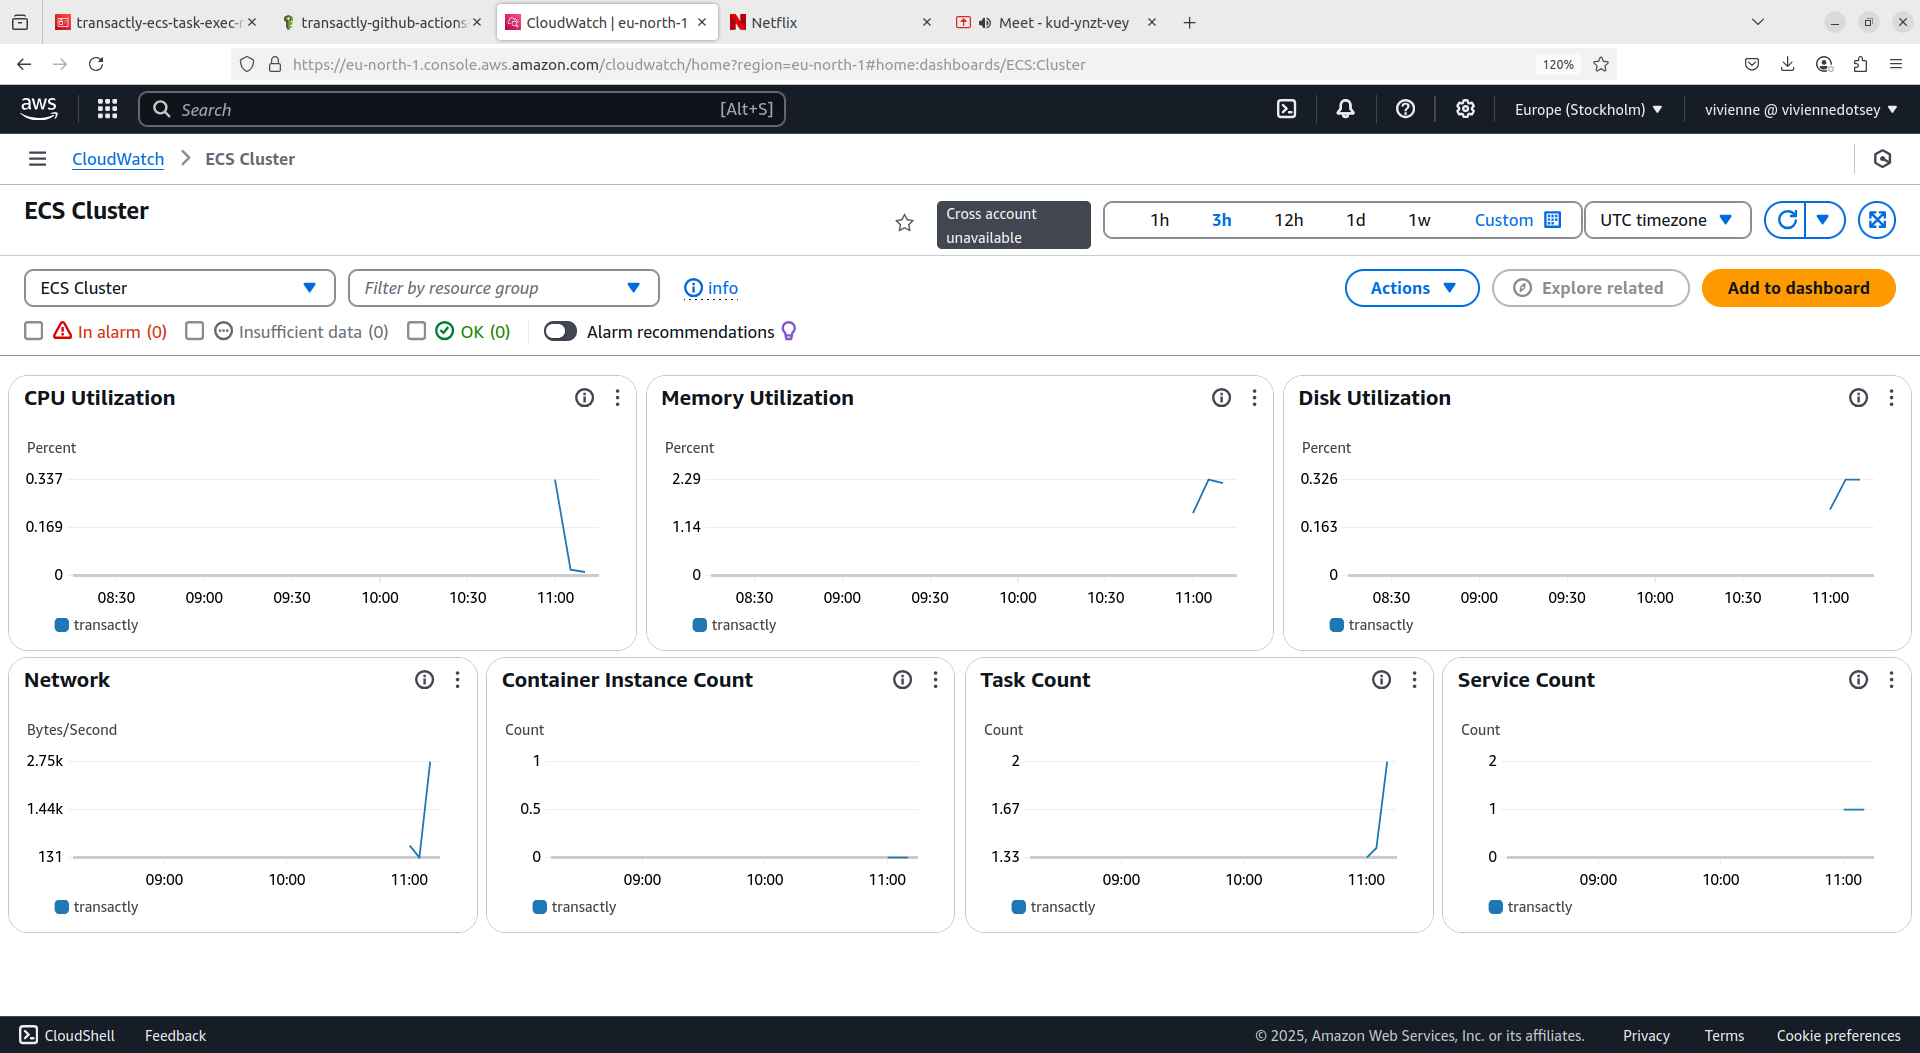 transactly-ecs-task-exec-r
transactly-github-actions
CloudWatch | eu-north-1
Netflix
Meet - kud-ynzt-vey
https://eu-north-1.console.aws.amazon.com/cloudwatch/home?region=eu-north-1#home:dashboards/ECS:Cluster
120%
aws
Search
[Alt+S]
Europe (Stockholm)
vivienne @ viviennedotsey
CloudWatch
ECS Cluster
ECS Cluster
Cross account
unavailable
1h
3h
12h
1d
1w
Custom
UTC timezone
ECS Cluster
Filter by resource group
info
Actions
Explore related
Add to dashboard
In alarm (0)
Insufficient data (0)
OK (0)
Alarm recommendations
CPU Utilization
Percent
0.337
0.169
0
08:30
09:00
09:30
10:00
10:30
11:00
transactly
Memory Utilization
Percent
2.29
1.14
0
08:30
09:00
09:30
10:00
10:30
11:00
transactly
Disk Utilization
Percent
0.326
0.163
0
08:30
09:00
09:30
10:00
10:30
11:00
transactly
Network
Bytes/Second
2.75k
1.44k
131
09:00
10:00
11:00
transactly
Container Instance Count
Count
1
0.5
0
09:00
10:00
11:00
transactly
Task Count
Count
2
1.67
1.33
09:00
10:00
11:00
transactly
Service Count
Count
2
1
0
09:00
10:00
11:00
transactly
CloudShell
Feedback
© 2025, Amazon Web Services, Inc. or its affiliates.
Privacy
Terms
Cookie preferences